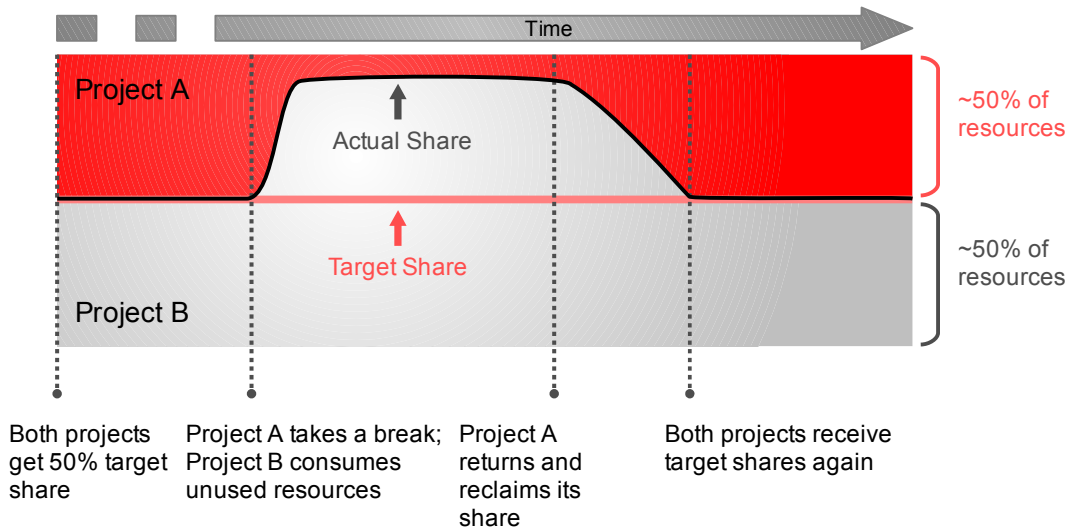 Time
Project A
Actual Share
~50% of
resources
Target Share
Project B
~50% of
resources
Both projects
get 50% target
share
Project A takes a break;
Project B consumes
unused resources
Project A
returns and
reclaims its
share
Both projects receive
target shares again